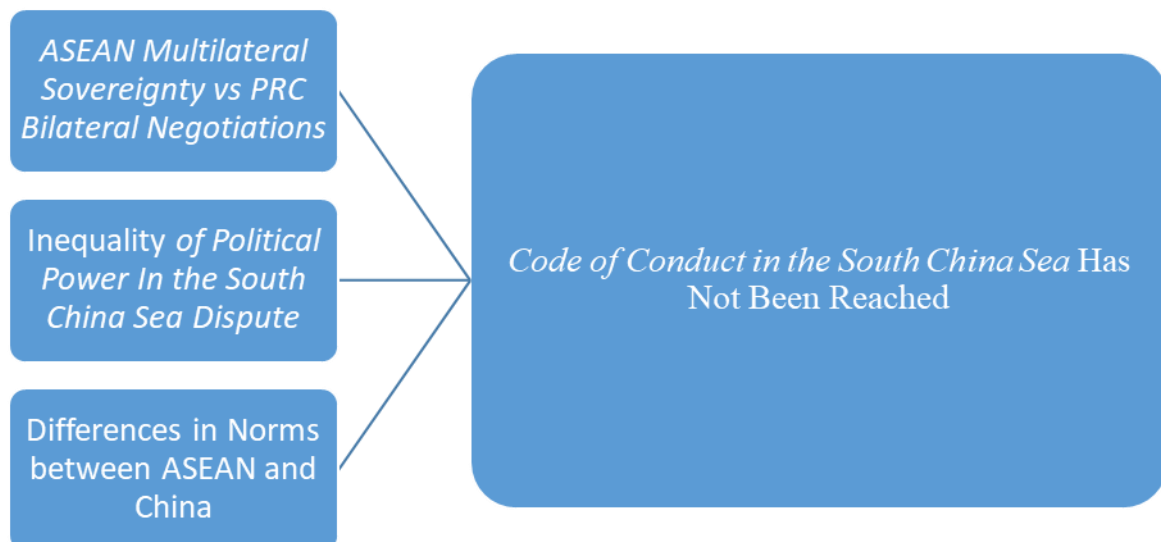 ASEAN Multilateral
Sovereignty vs PRC
Bilateral Negotiations
Inequality of Political
Power In the South
China Sea Dispute
Differences in Norms
between ASEAN and
China
Code of Conduct in the South China Sea Has
Not Been Reached